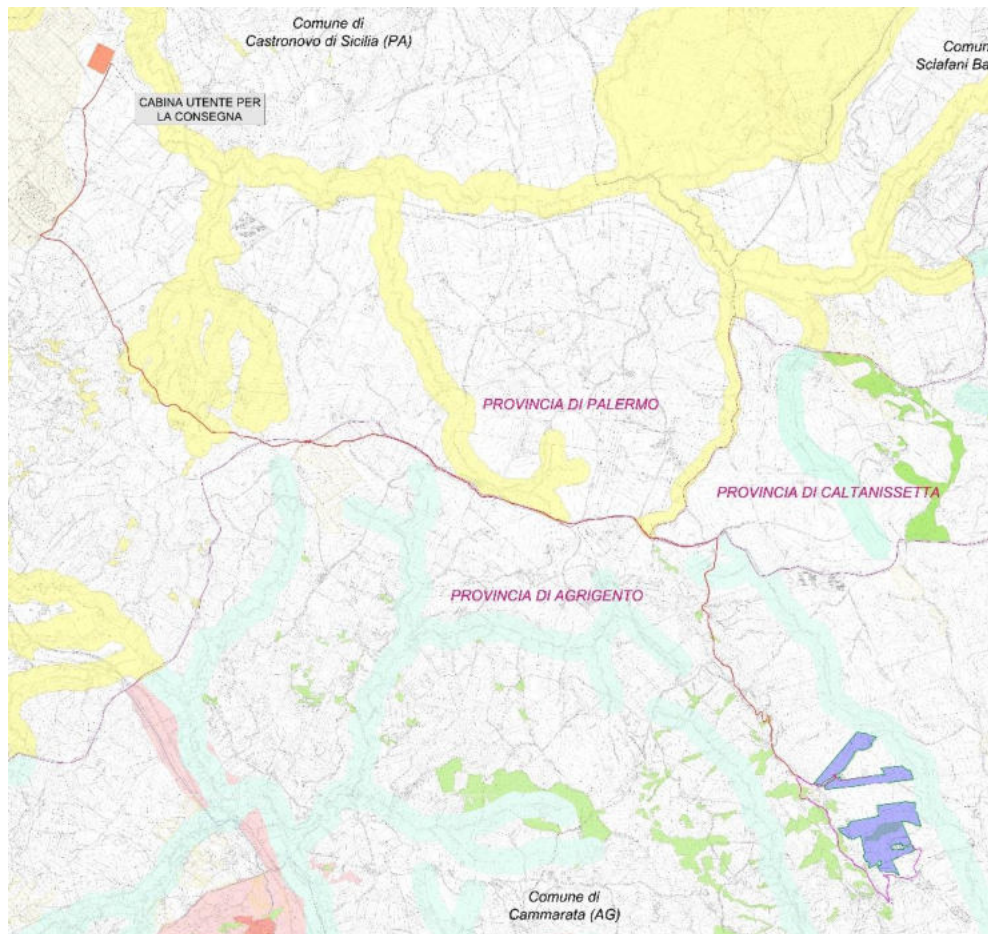 Comune di
Castronovo di Sicilia (PA)
Comun
Sclafani Ba
CABINA UTENTE PER
LA CONSEGNA
PROVINCIA DI PALERMO
PROVINCIA DI CALTANISSETTA
PROVINCIA DI AGRIGENTO
Comune di
Cammarata (AG)